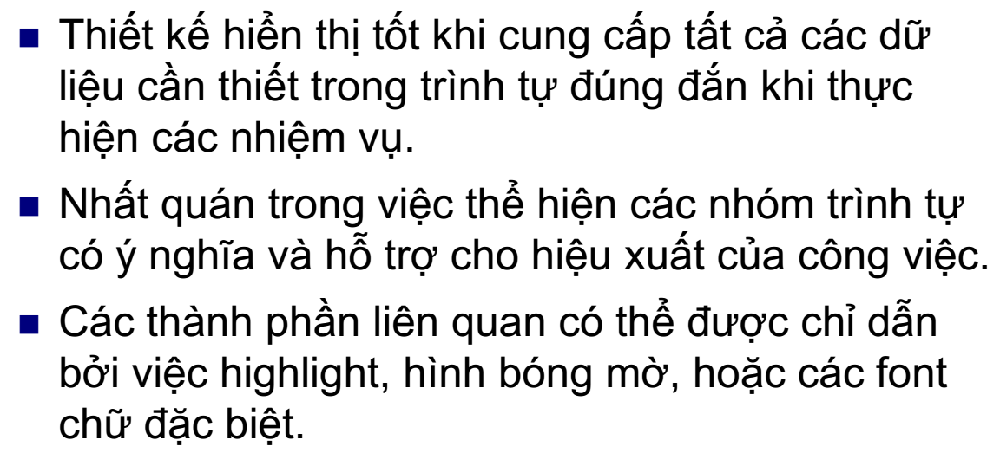 Thiết kế hiển thị tốt khi cung cấp tất cả các dữ
liệu cần thiết trong trình tự đúng đắn khi thực
hiện các nhiệm vụ.
Nhất quán trong việc thể hiện các nhóm trình tự
có ý nghĩa và hỗ trợ cho hiệu xuất của công việc.
Các thành phần liên quan có thể được chỉ dẫn
bởi việc highlight, hình bóng mờ, hoặc các font
chữ đặc biệt.